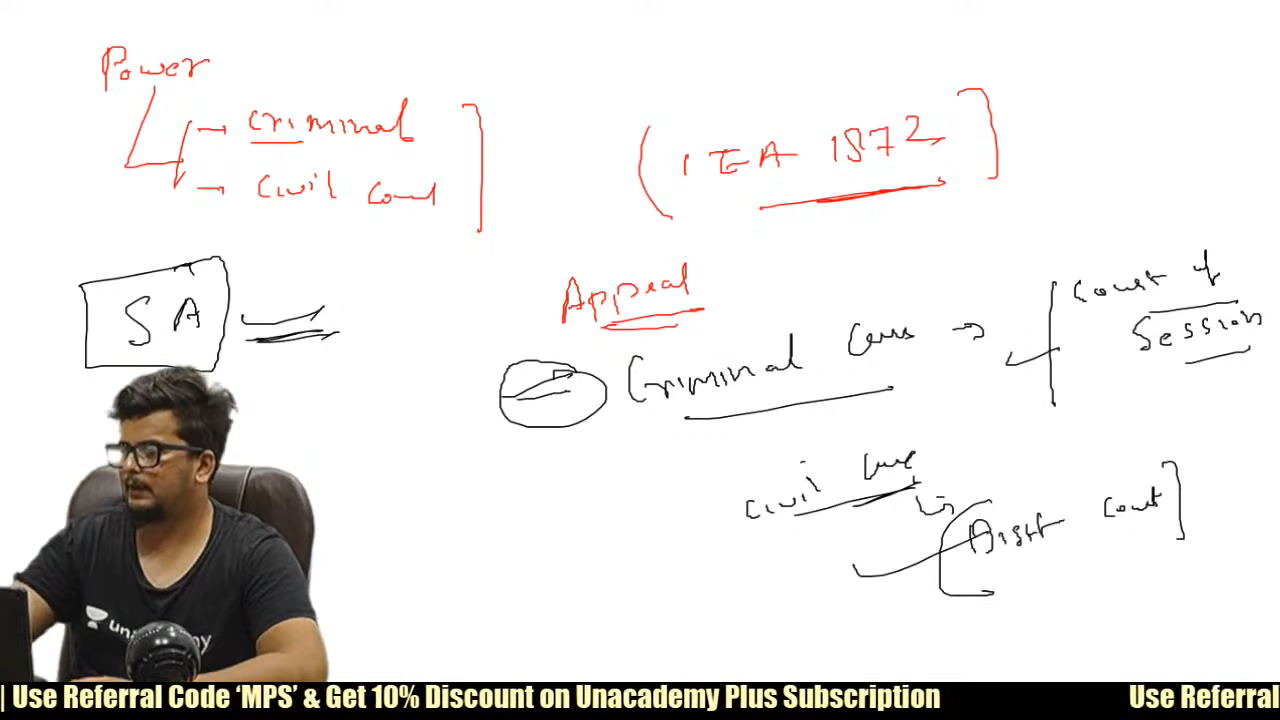 Power
→ criminal
→ civil court
( IEA 1872 ]
SA
Appeal
Criminal Case →
Court of
Session
civil case
Court]
unacademy
| Use Referral Code ‘MPS’ & Get 10% Discount on Unacademy Plus Subscription
Use Referral